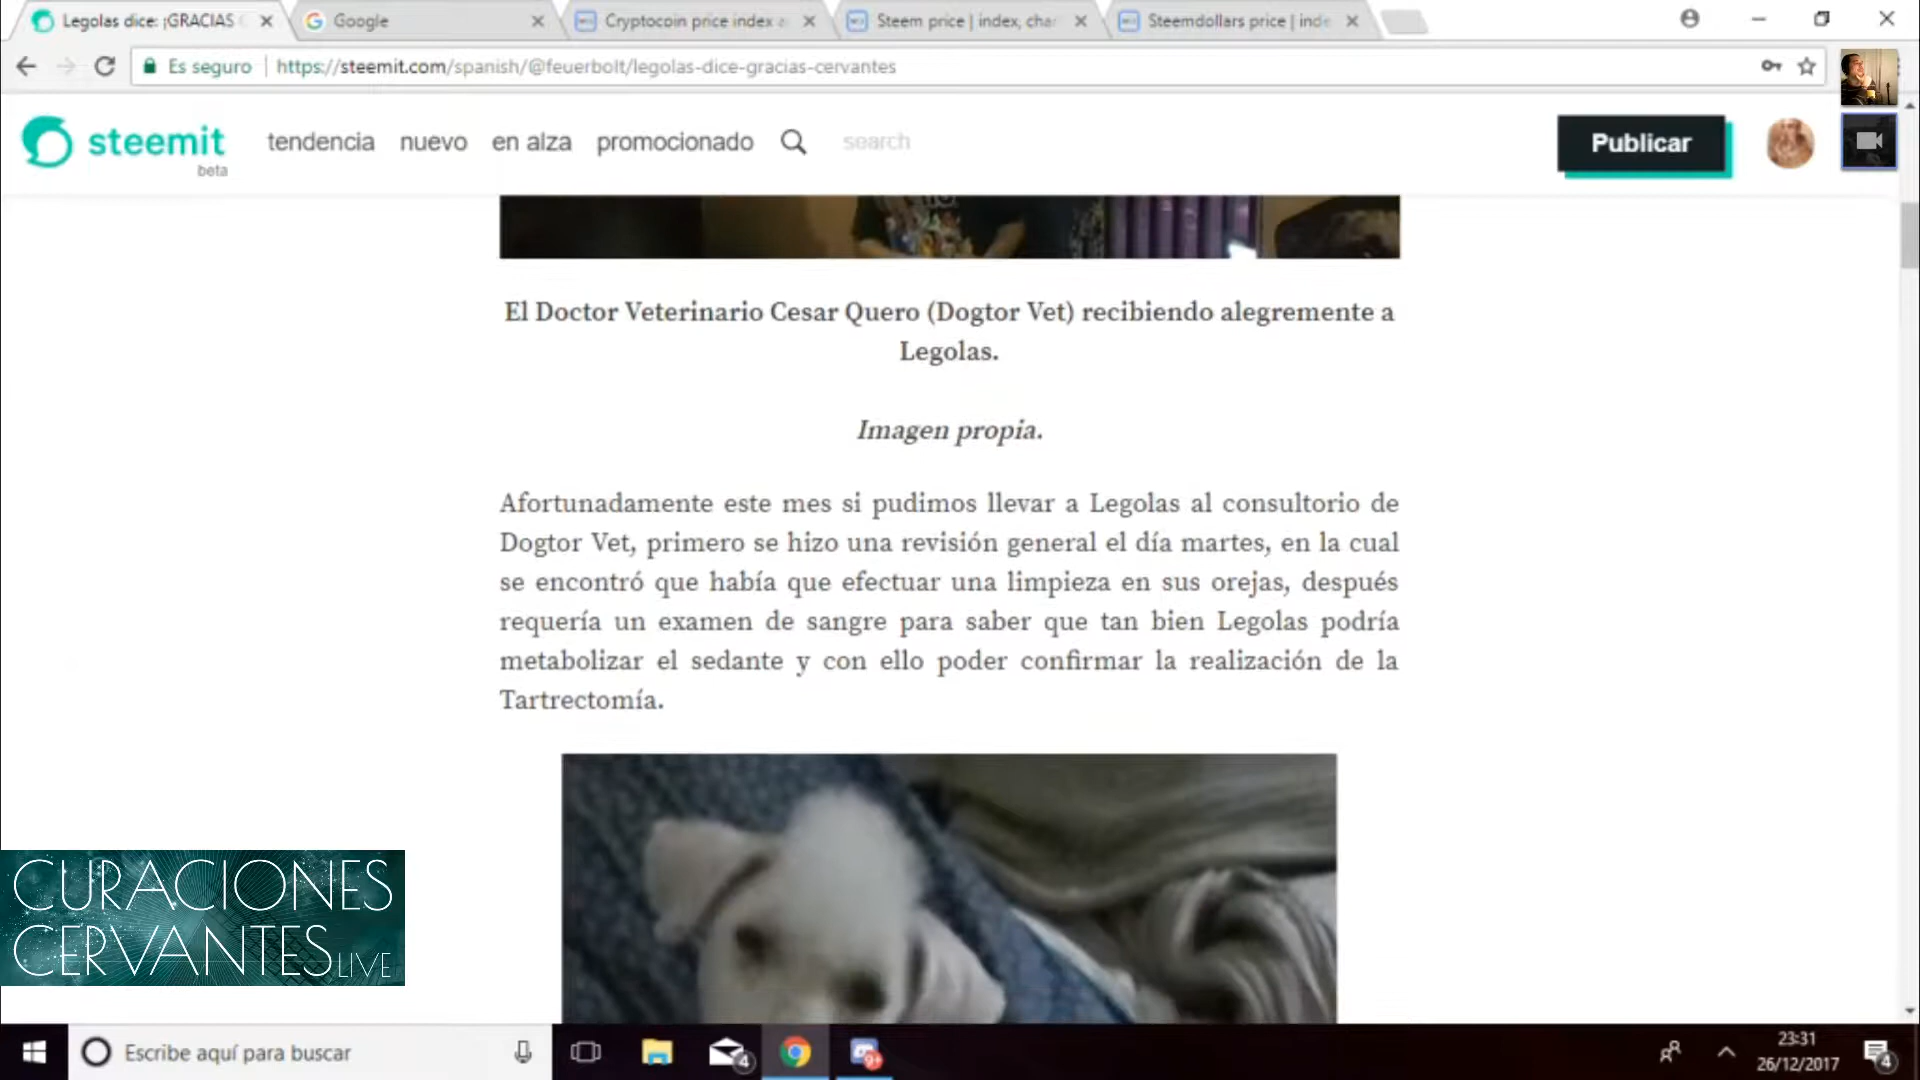 Legolas dice: ¡GRACIAS
Google
Cryptocoin price index
Steem price | index, cha
Steemdollars price | inde
Es seguro
https://steemit.com/spanish/@feuerbolt/legolas-dice-gracias-cervantes
steemit
beta
tendencia nuevo en alza promocionado
search
Publicar
El Doctor Veterinario Cesar Quero (Dogtor Vet) recibiendo alegremente a
Legolas.
Imagen propia.
Afortunadamente este mes si pudimos llevar a Legolas al consultorio de
Dogtor Vet, primero se hizo una revisión general el día martes, en la cual
se encontró que había que efectuar una limpieza en sus orejas, después
requería un examen de sangre para saber que tan bien Legolas podría
metabolizar el sedante y con ello poder confirmar la realización de la
Tartrectomía.
CURACIONES
CERVANTES LIVE
Escribe aquí para buscar
4
9+
23:31
26/12/2017
4